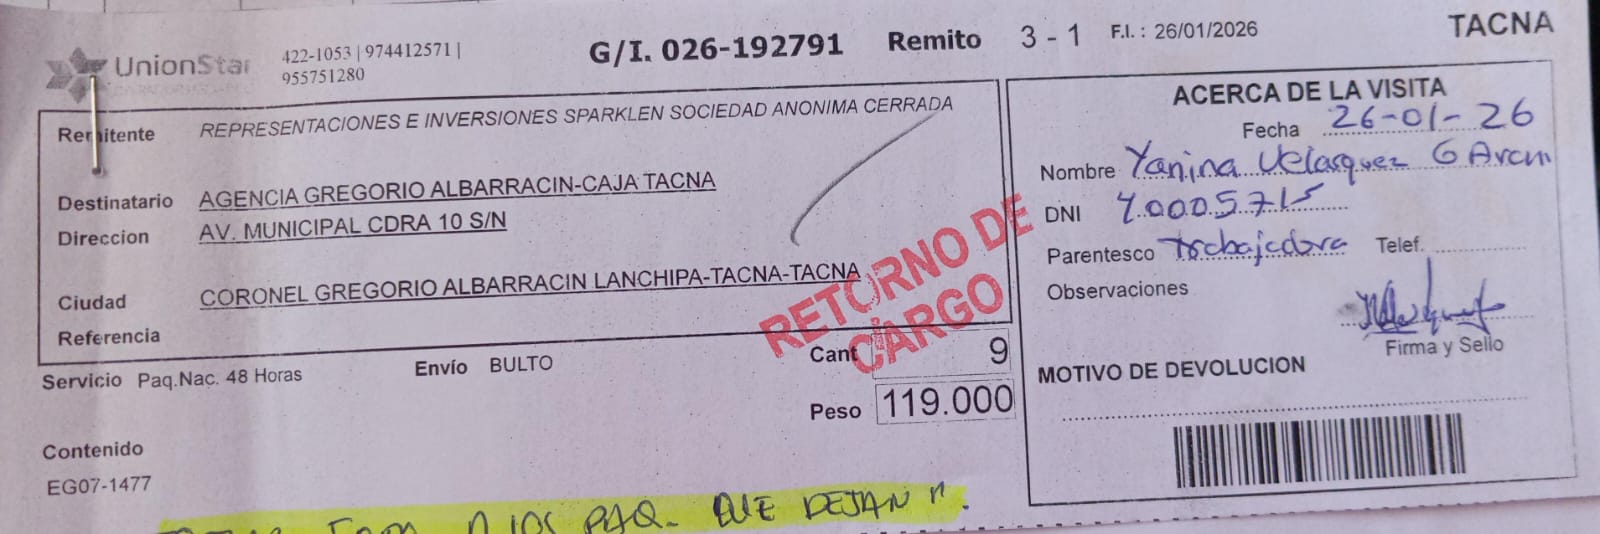 UnionStar
422-1053 | 974412571 |
955751280
G/I. 026-192791 Remito 3 - 1 F.I. : 26/01/2026
TACNA
Remitente REPRESENTACIONES E INVERSIONES SPARKLEN SOCIEDAD ANONIMA CERRADA
Destinatario AGENCIA GREGORIO ALBARRACIN-CAJA TACNA
Direccion AV. MUNICIPAL CDRA 10 S/N
Ciudad CORONEL GREGORIO ALBARRACIN LANCHIPA-TACNA-TACNA
Referencia
RETORNO DE
CARGO
Servicio Paq.Nac. 48 Horas Envío BULTO
Cant 9
Peso 119.000
Contenido
EG07-1477
PAQ. QUE DEJAN".
ACERCA DE LA VISITA
Fecha 26-01-26
Nombre Yanina Velasquez
DNI 40005715
Parentesco trabajadora Telef.
Observaciones
Firma y Sello
MOTIVO DE DEVOLUCION